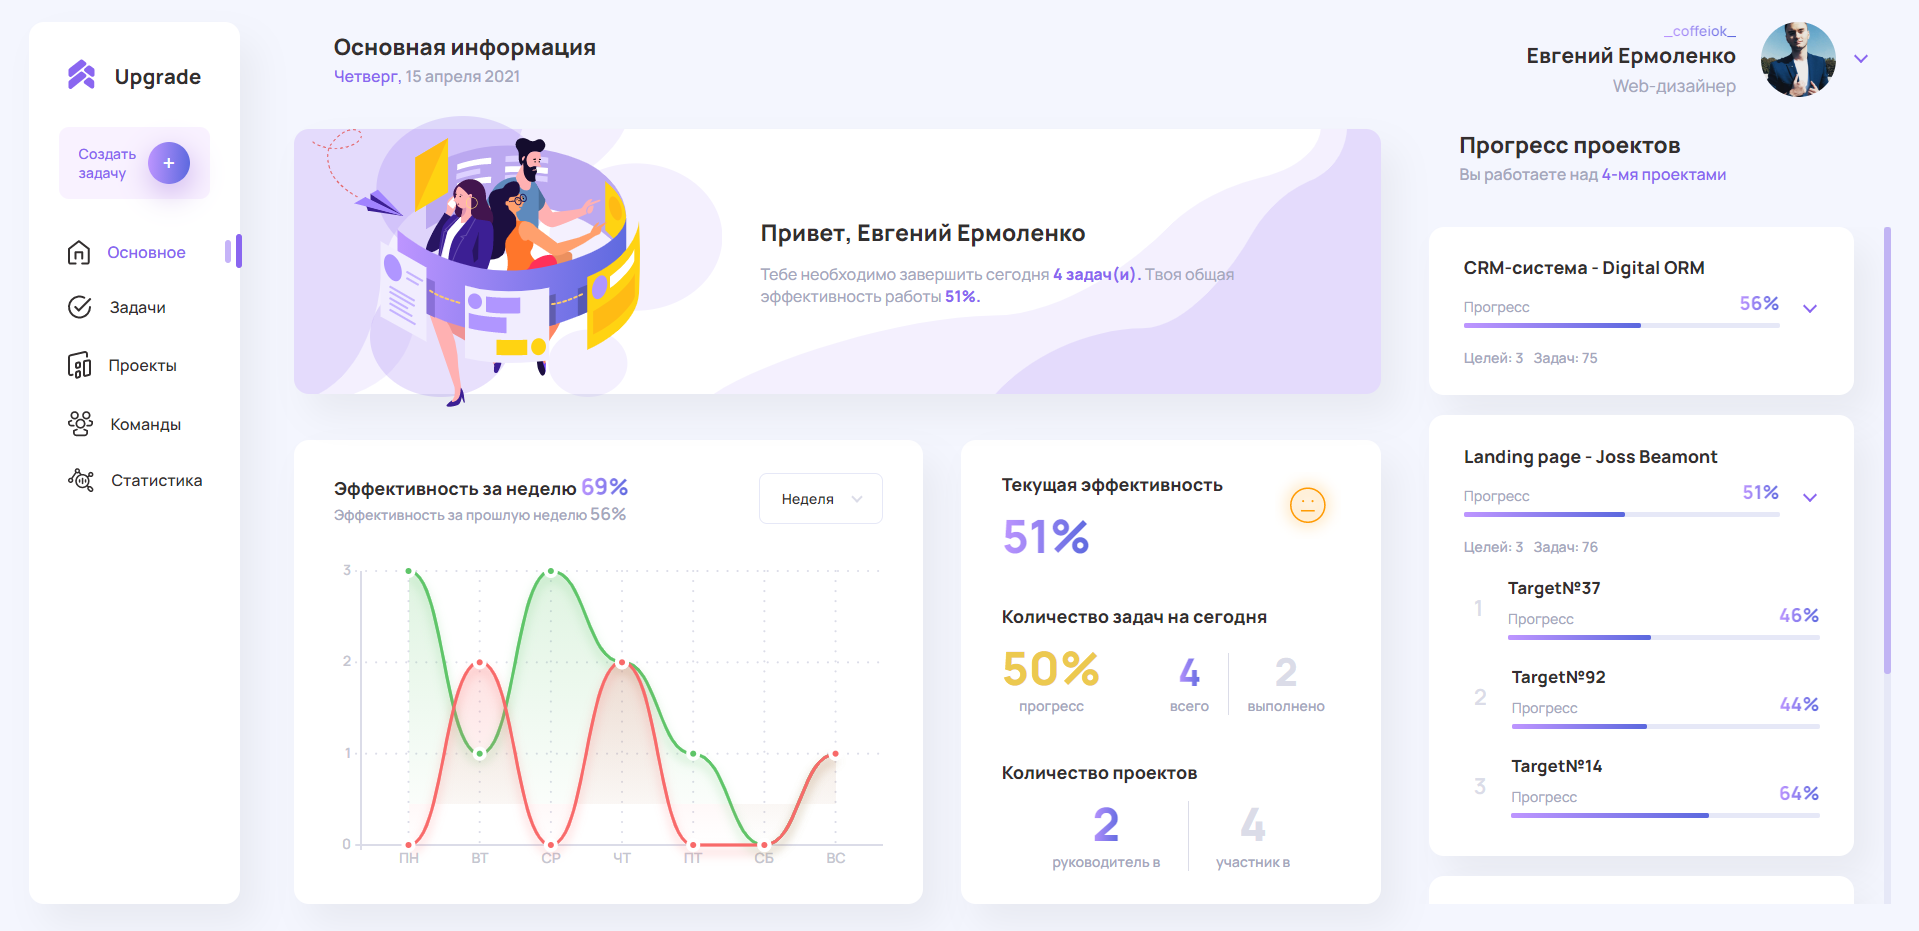 Upgrade
Создать
задачу
+
Основное
Задачи
Проекты
Команды
Статистика
Основная информация
Четверг, 15 апреля 2021
_coffeiok_
Евгений Ермоленко
Web-дизайнер
Привет, Евгений Ермоленко
Тебе необходимо завершить сегодня 4 задач(и). Твоя общая
эффективность работы 51%.
Эффективность за неделю 69%
Эффективность за прошлую неделю 56%
Неделя
3
2
1
0
ПН ВТ СР ЧТ ПТ СБ ВС
Текущая эффективность
51%
Количество задач на сегодня
50% 4 2
прогресс всего выполнено
Количество проектов
2 4
руководитель в участник в
Прогресс проектов
Вы работаете над 4-мя проектами
CRM-система - Digital ORM
Прогресс 56%
Целей: 3 Задач: 75
Landing page - Joss Beamont
Прогресс 51%
Целей: 3 Задач: 76
1 Target№37
Прогресс 46%
2 Target№92
Прогресс 44%
3 Target№14
Прогресс 64%